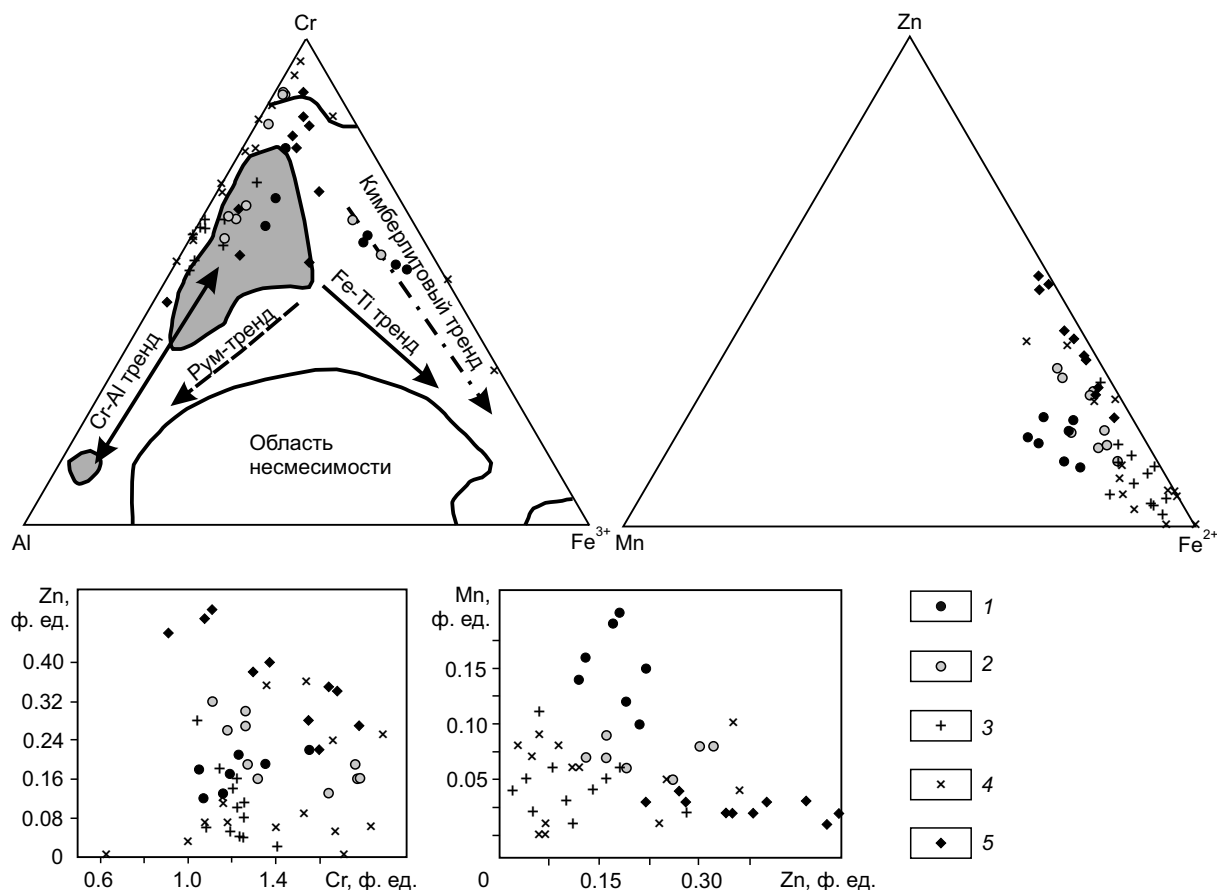 Cr
Zn
Кимберлитовый тренд
Fe-Ti тренд
Рум-тренд
Cr-Al тренд
Область
несмесимости
Al
Fe3+
Mn
Fe2+
Zn,
ф. ед.
0.40
0.32
0.24
0.16
0.08
0
0.6
1.0
1.4
Cr, ф. ед.
Mn,
ф. ед.
0.15
0.10
0.05
0
0.15
0.30
Zn, ф. ед.
1
2
3
4
5